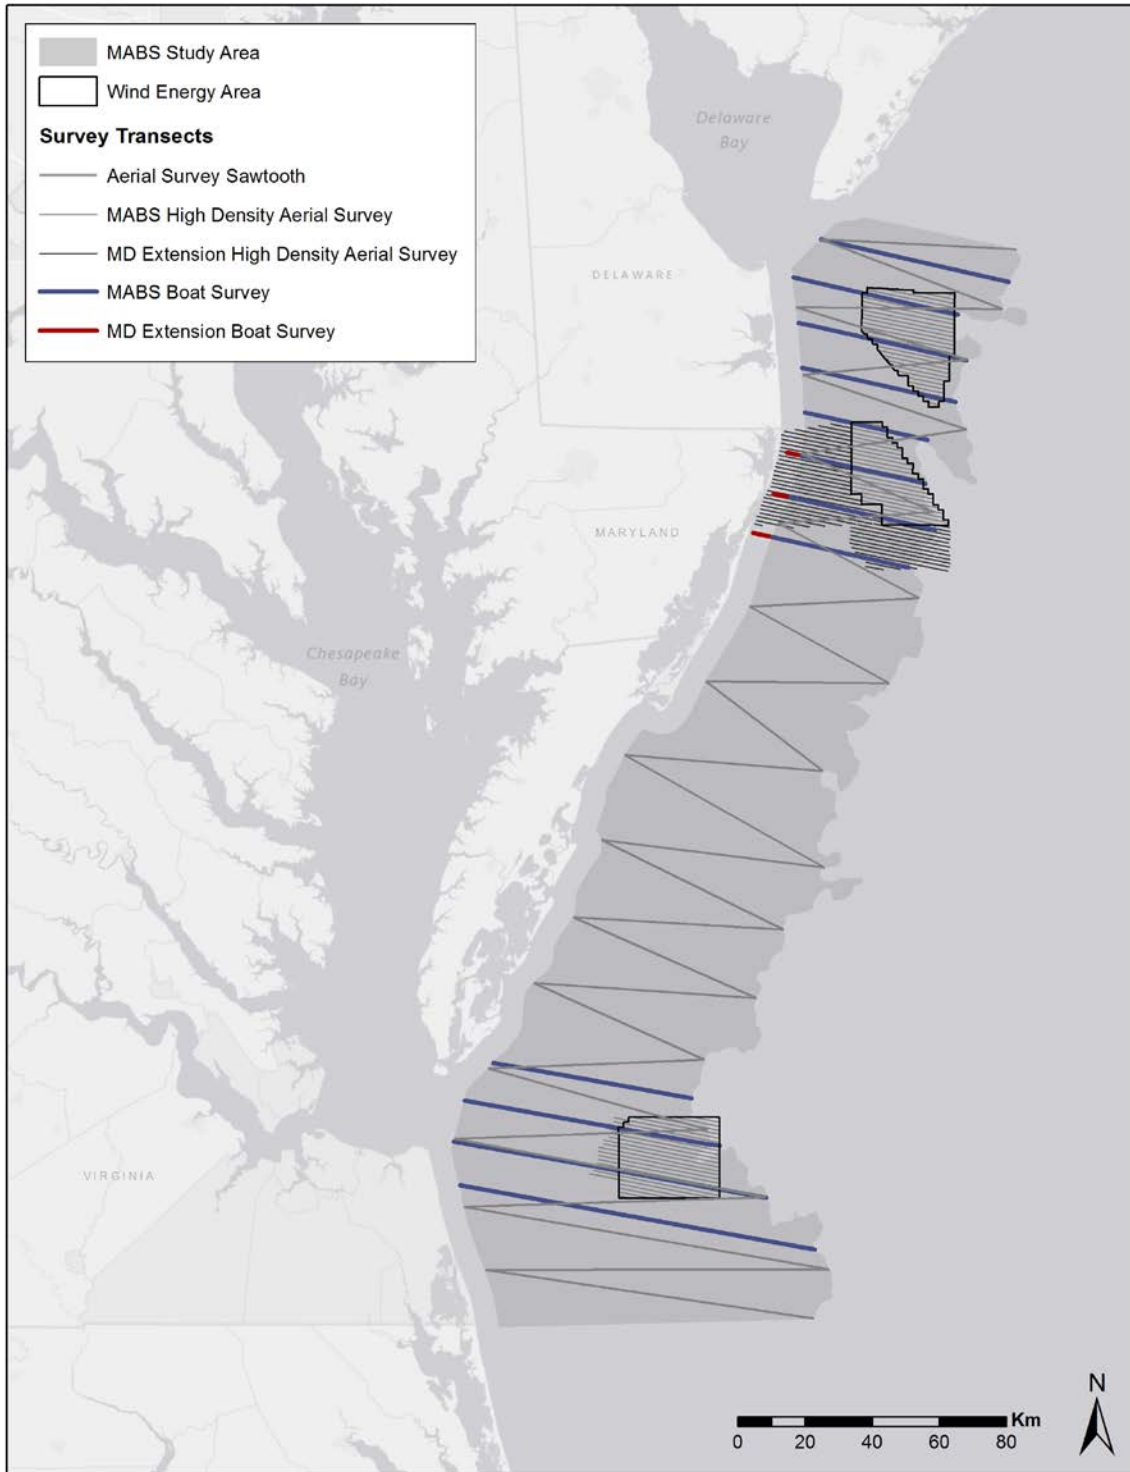 MABS Study Area
Wind Energy Area
Survey Transects
Aerial Survey Sawtooth
MABS High Density Aerial Survey
MD Extension High Density Aerial Survey
MABS Boat Survey
MD Extension Boat Survey
Delaware
Bay
DELAWARE
MARYLAND
Chesapeake
Bay
VIRGINIA
N
Km
0 20 40 60 80